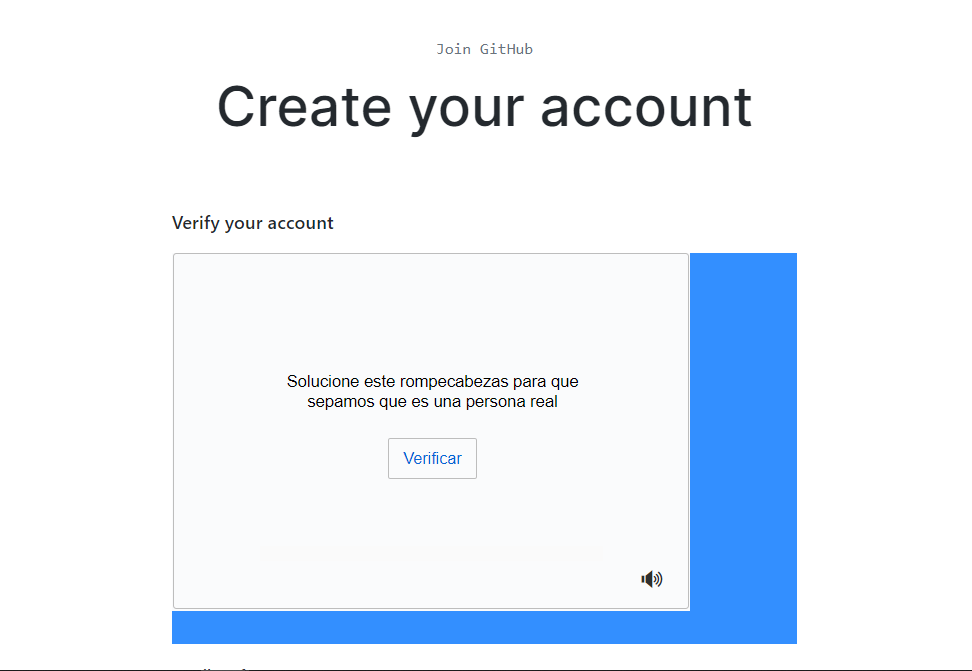 Join GitHub
Create your account
Verify your account
Solucione este rompecabezas para que
sepamos que es una persona real
Verificar